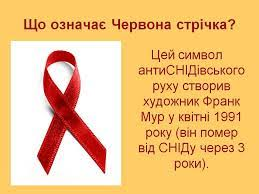 Що означає Червона стрічка?
Цей символ
антиСНІДівського
руху створив
художник Франк
Мур у квітні 1991
року (він помер
від СНІДу через 3
роки).